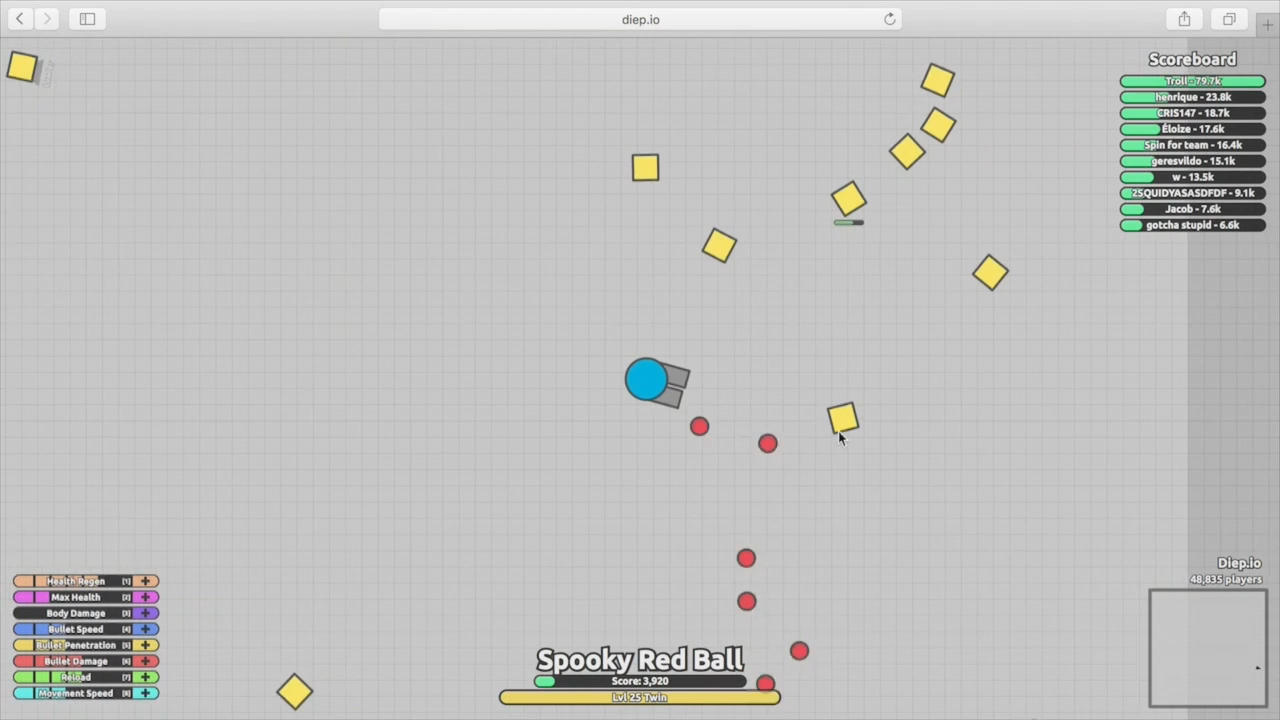 diep.io
Scoreboard
Troll - 79.7k
henrique - 23.8k
CRIS147 - 18.7k
Éloize - 17.6k
Spin for team - 16.4k
geresvildo - 15.1k
w - 13.5k
25QUIDYASASDFDF - 9.1k
Jacob - 7.6k
gotcha stupid - 6.6k
Health Regen [1]
Max Health [2]
Body Damage [3]
Bullet Speed [4]
Bullet Penetration [5]
Bullet Damage [6]
Reload [7]
Movement Speed [8]
Diep.io
48,835 players
Spooky Red Ball
Score: 3,920
Lvl 25 Twin